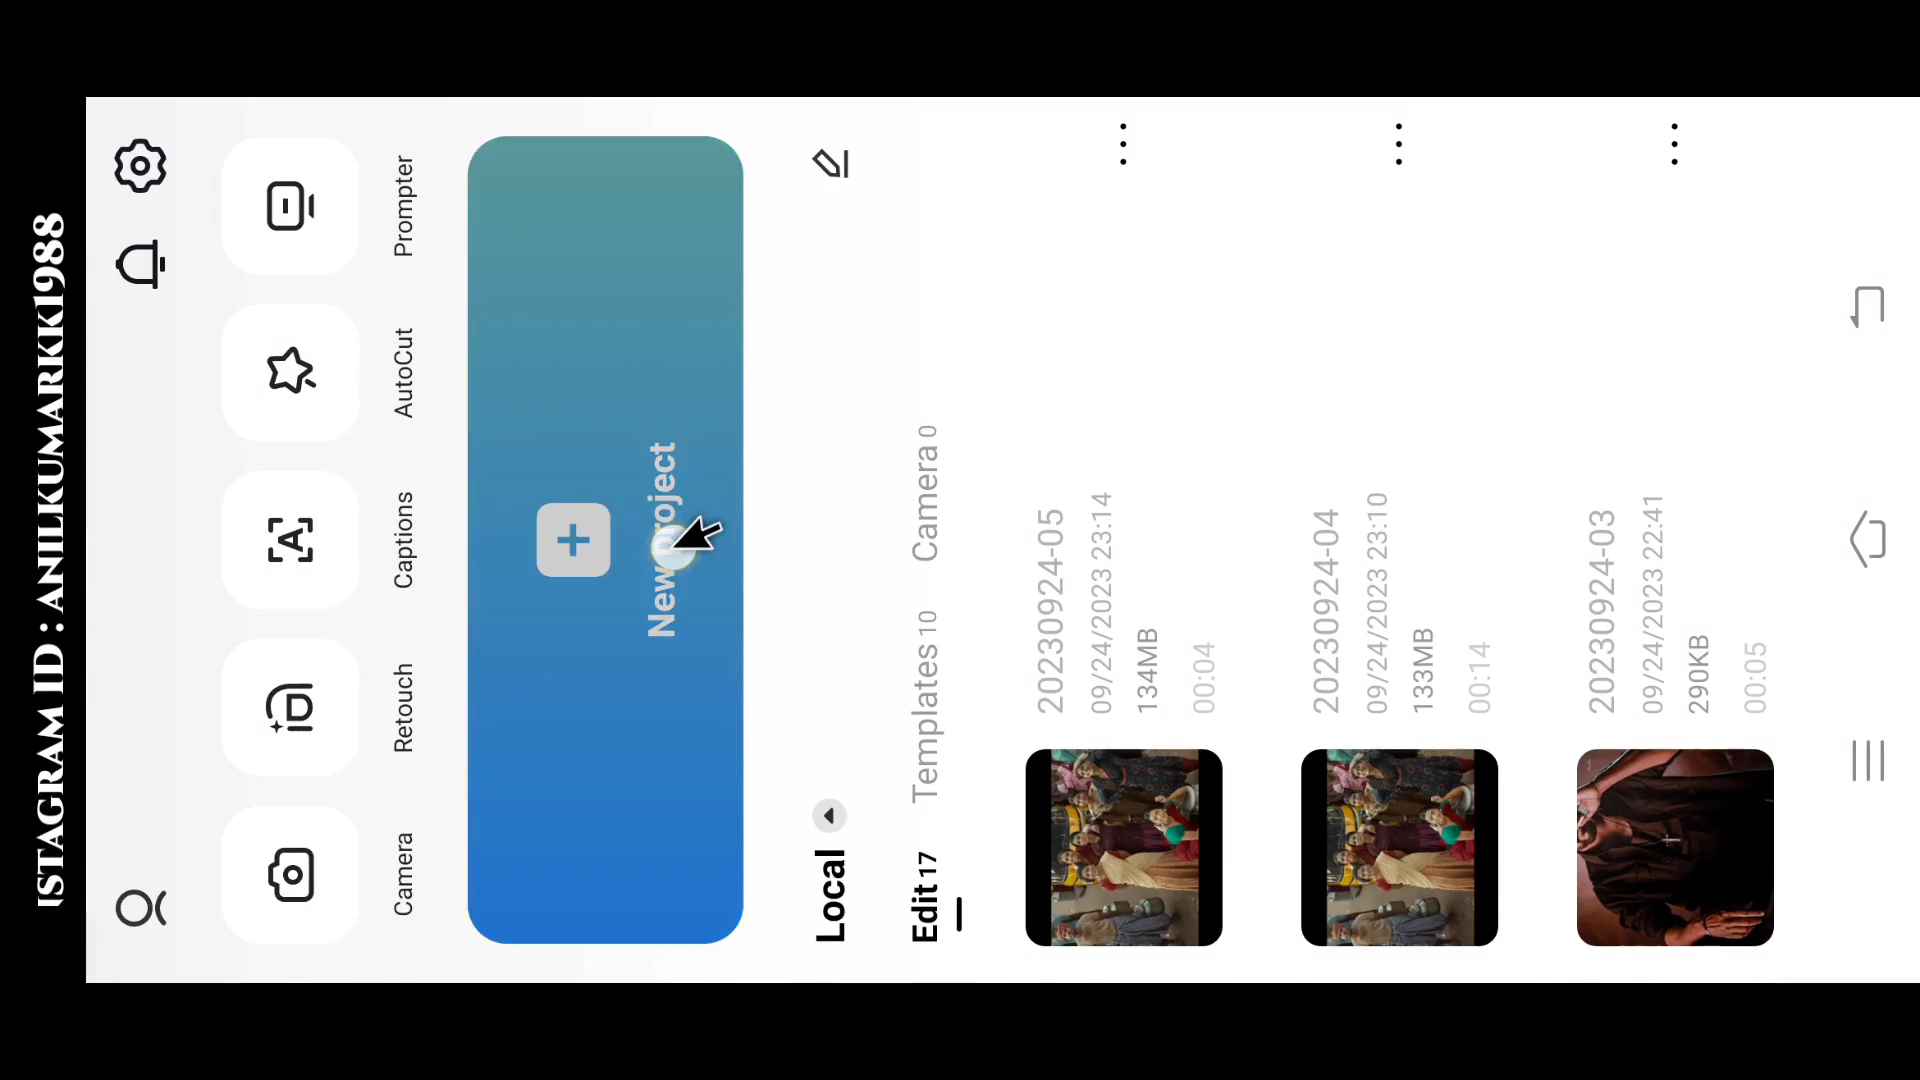 ISTAGRAM ID : ANILKUMARKK1988
Camera
Retouch
Captions
AutoCut
Prompter
New project
Local
Edit 17
Templates 10
Camera 0
20230924-05
09/24/2023 23:14
134MB
00:04
20230924-04
09/24/2023 23:10
133MB
00:14
20230924-03
09/24/2023 22:41
290KB
00:05